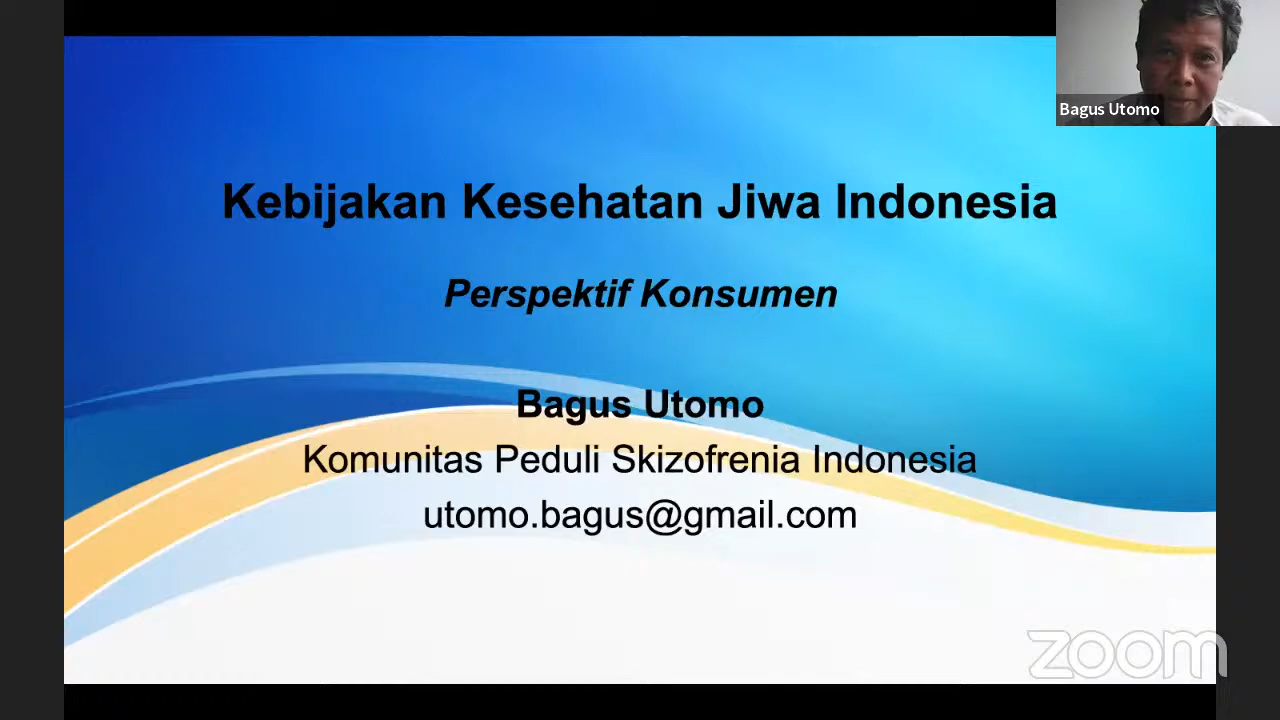 Bagus Utomo
Kebijakan Kesehatan Jiwa Indonesia
Perspektif Konsumen
Bagus Utomo
Komunitas Peduli Skizofrenia Indonesia
utomo.bagus@gmail.com
zoom